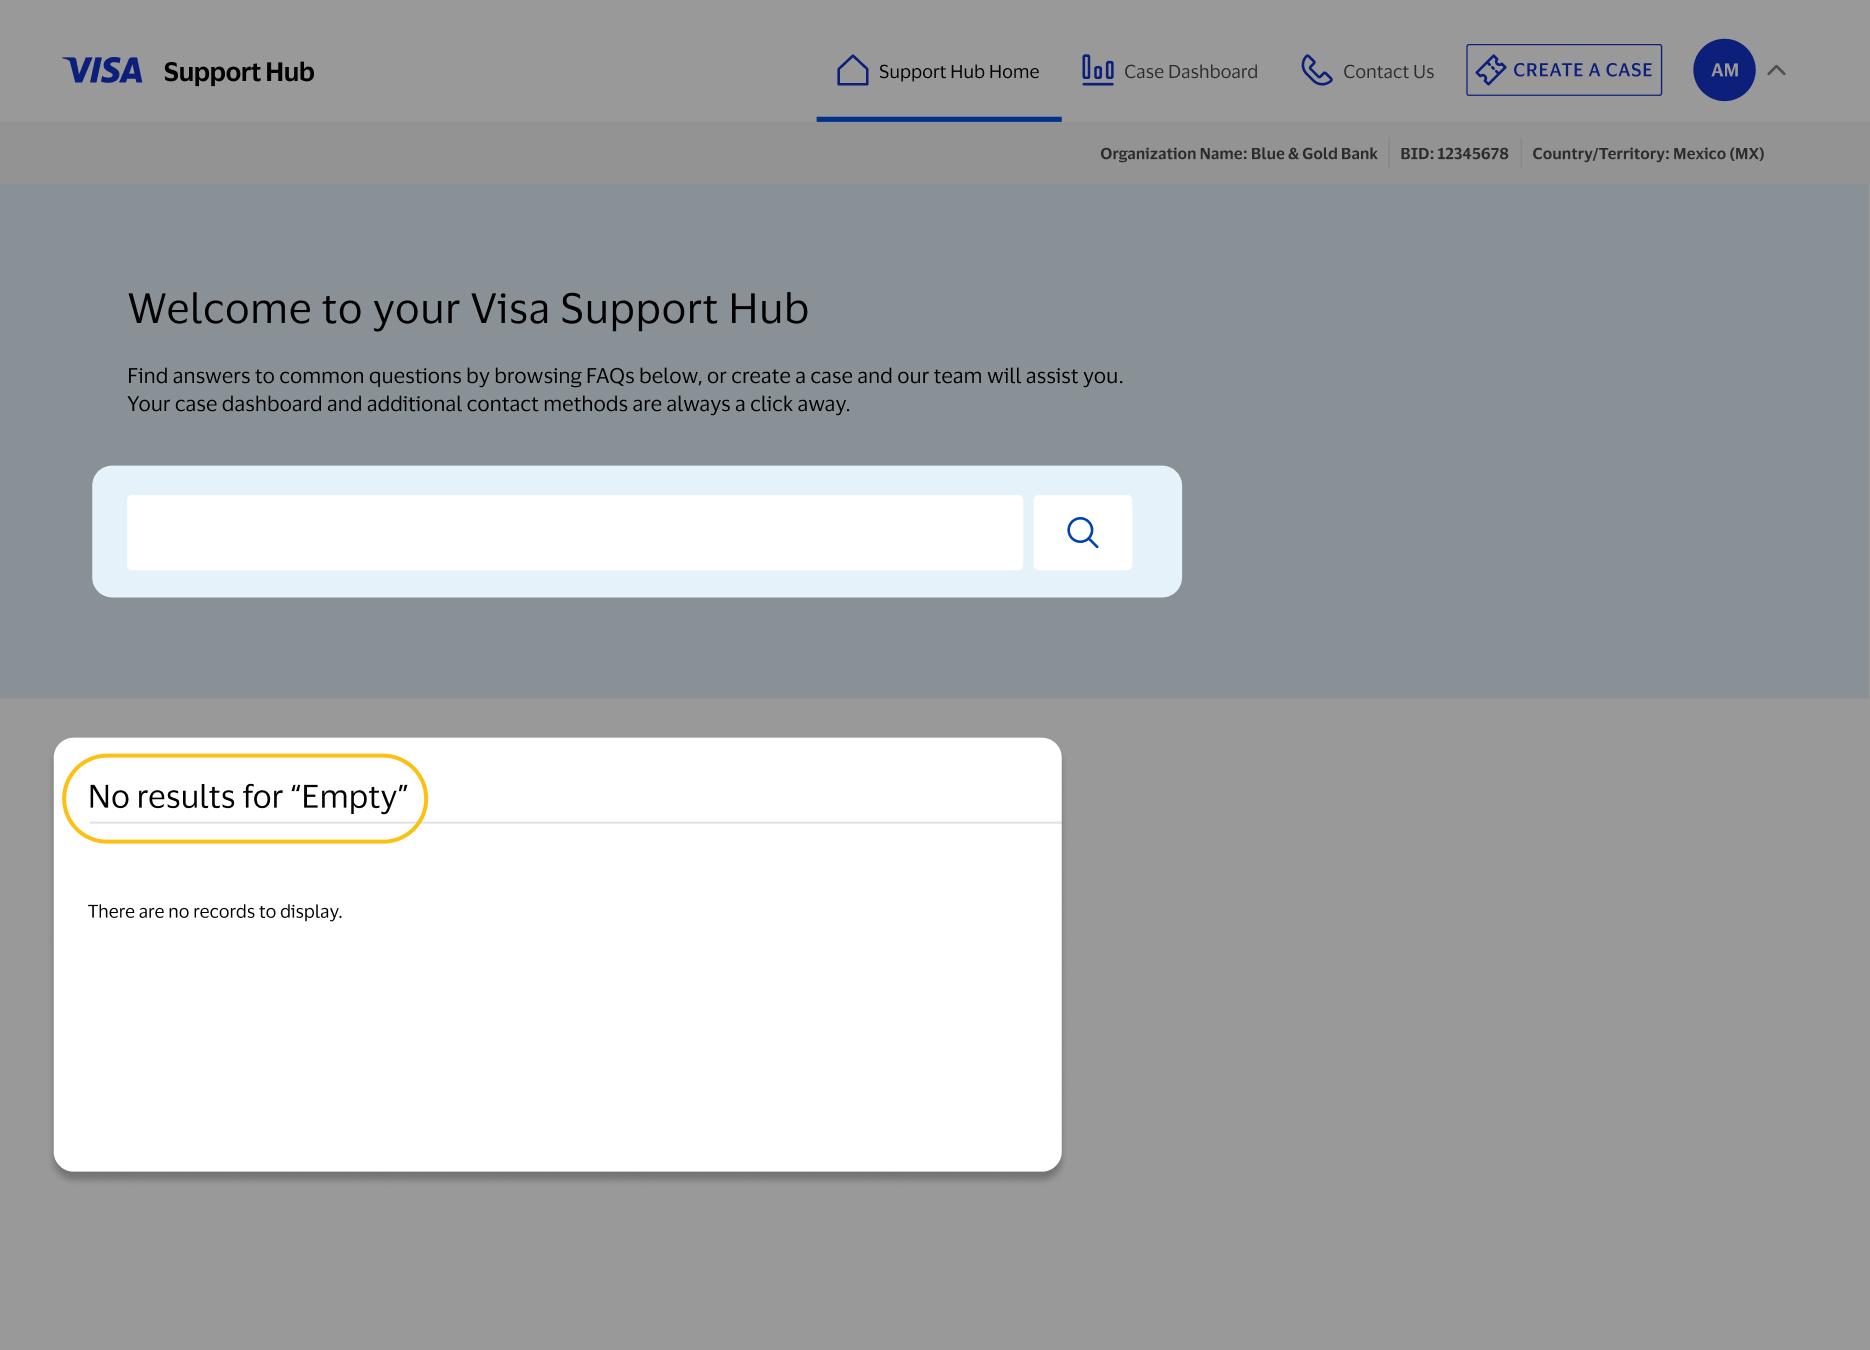 VISA Support Hub
Support Hub Home
Case Dashboard
Contact Us
CREATE A CASE
AM
Organization Name: Blue & Gold Bank
BID: 12345678
Country/Territory: Mexico (MX)
Welcome to your Visa Support Hub
Find answers to common questions by browsing FAQs below, or create a case and our team will assist you.
Your case dashboard and additional contact methods are always a click away.
No results for “Empty”
There are no records to display.